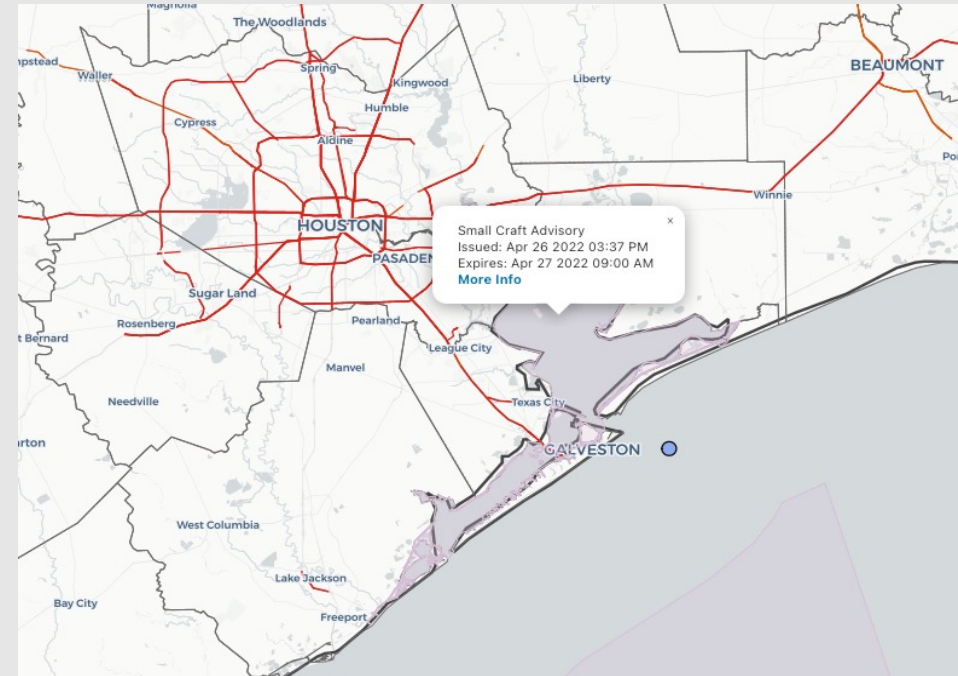 Magnolia
The Woodlands
BEAUMONT
mpstead
Waller
Spring
Kingwood
Liberty
Humble
Cypress
Aldine
Winnie
HOUSTON
Small Craft Advisory
Issued: Apr 26 2022 03:37 PM
Expires: Apr 27 2022 09:00 AM
More Info
×
PASADEN
Sugar Land
Rosenberg
Pearland
t Bernard
League City
Manvel
Needville
Texas City
rton
GALVESTON
West Columbia
Lake Jackson
Bay City
Freeport